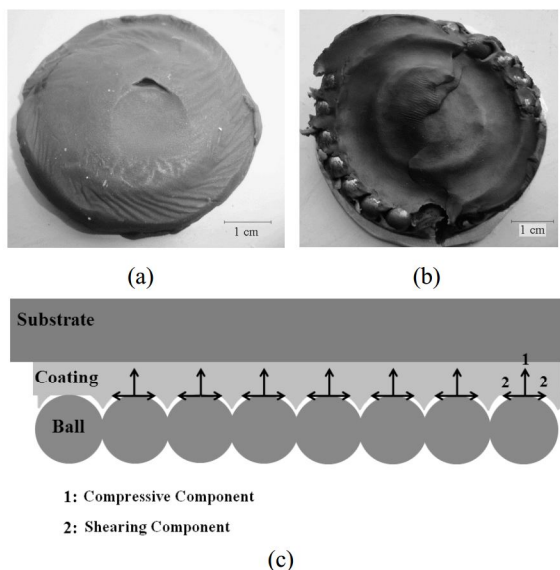 1 cm
1 cm
(a)
(b)
Substrate
1
Coating
2
2
Ball
1: Compressive Component
2: Shearing Component
(c)